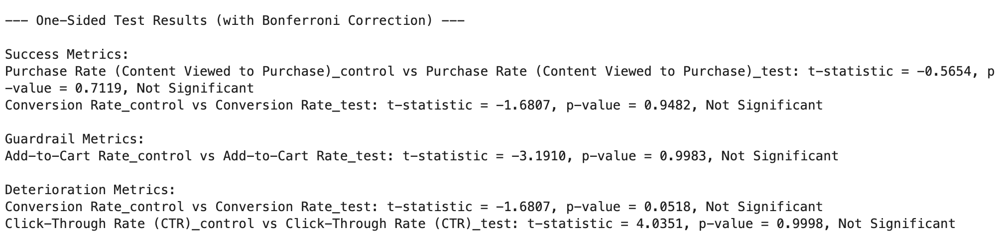 --- One-Sided Test Results (with Bonferroni Correction) ---
Success Metrics:
Purchase Rate (Content Viewed to Purchase)_control vs Purchase Rate (Content Viewed to Purchase)_test: t-statistic = -0.5654, p
-value = 0.7119, Not Significant
Conversion Rate_control vs Conversion Rate_test: t-statistic = -1.6807, p-value = 0.9482, Not Significant
Guardrail Metrics:
Add-to-Cart Rate_control vs Add-to-Cart Rate_test: t-statistic = -3.1910, p-value = 0.9983, Not Significant
Deterioration Metrics:
Conversion Rate_control vs Conversion Rate_test: t-statistic = -1.6807, p-value = 0.0518, Not Significant
Click-Through Rate (CTR)_control vs Click-Through Rate (CTR)_test: t-statistic = 4.0351, p-value = 0.9998, Not Significant